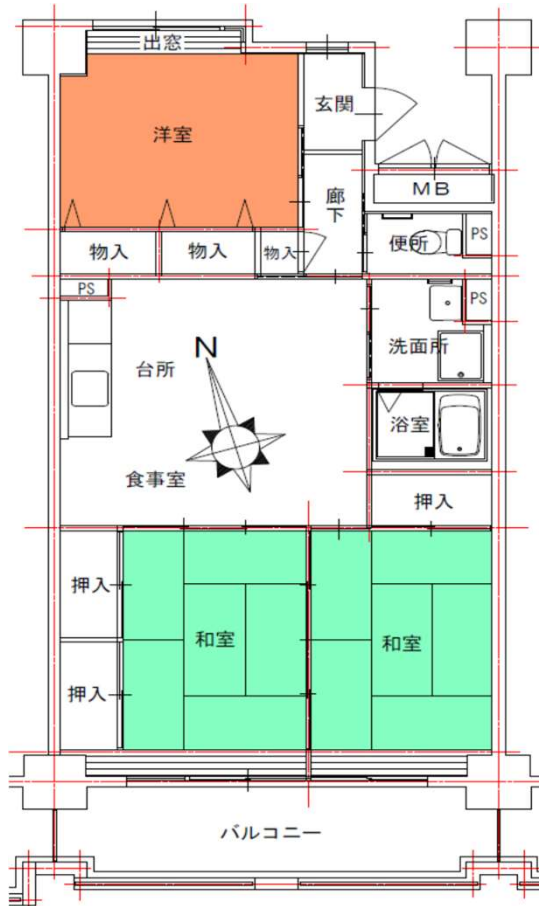 出窓
洋室
玄関
廊下
MB
物入
物入
物入
便所
PS
PS
PS
台所
N
洗面所
食事室
浴室
押入
押入
和室
和室
押入
バルコニー